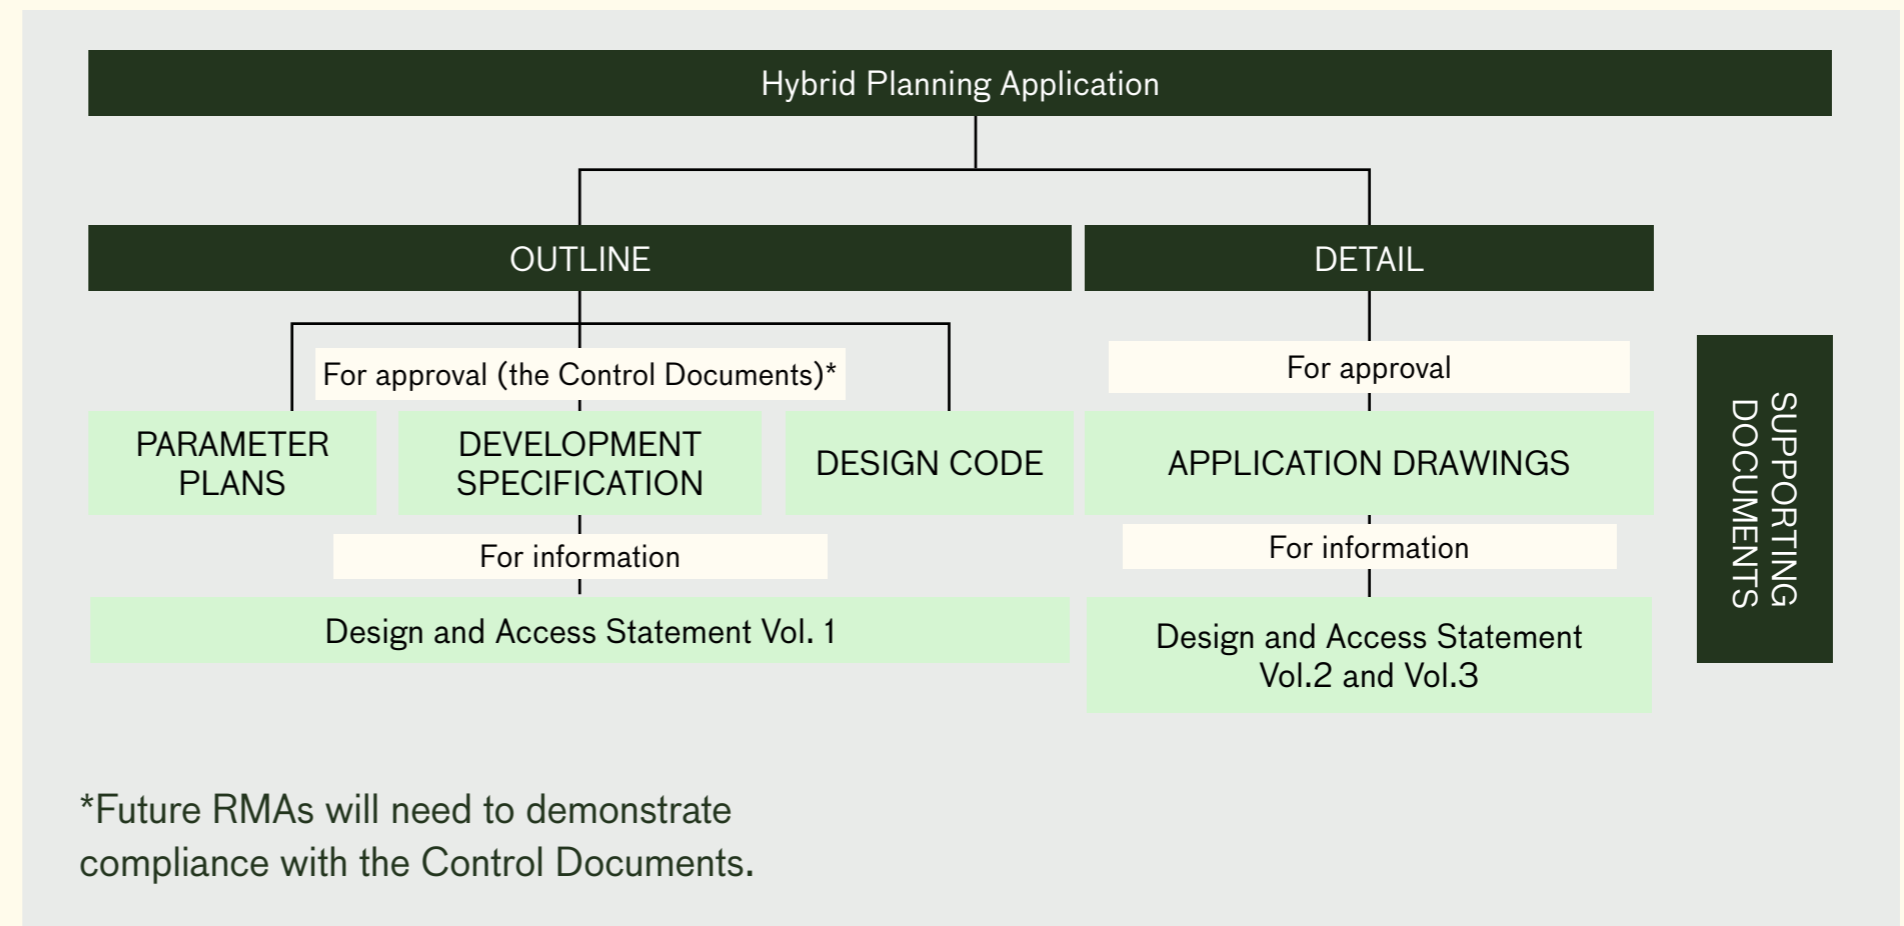 Hybrid Planning Application
OUTLINE
DETAIL
For approval (the Control Documents)*
For approval
PARAMETER
PLANS
DEVELOPMENT
SPECIFICATION
DESIGN CODE
APPLICATION DRAWINGS
For information
For information
Design and Access Statement Vol. 1
Design and Access Statement
Vol.2 and Vol.3
SUPPORTING
DOCUMENTS
*Future RMAs will need to demonstrate
compliance with the Control Documents.